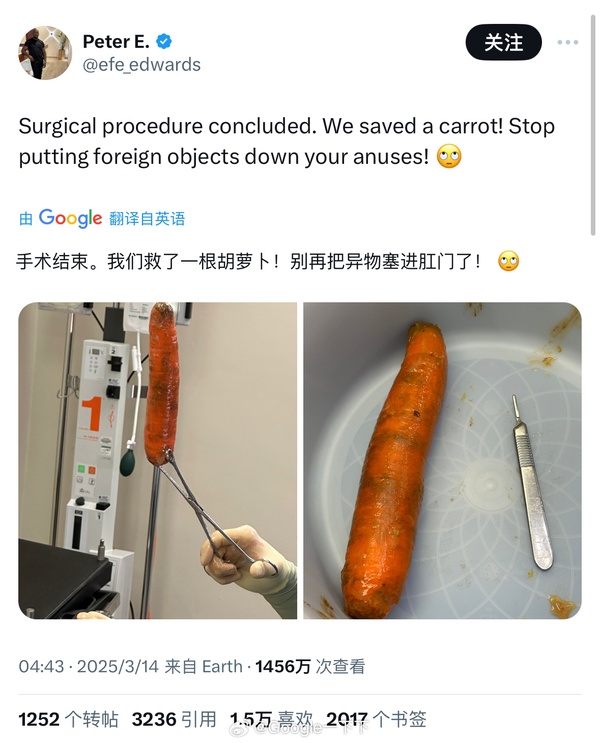 Peter E.
关注
@efe_edwards
Surgical procedure concluded. We saved a carrot! Stop
putting foreign objects down your anuses! 🙄
由 Google 翻译自英语
手术结束。我们救了一根胡萝卜！别再把异物塞进肛门了！ 🙄
1
04:43 · 2025/3/14 来自 Earth · 1456万 次查看
1252 个转帖 3236 引用 1.5万 喜欢 2017 个书签
@Google一下下